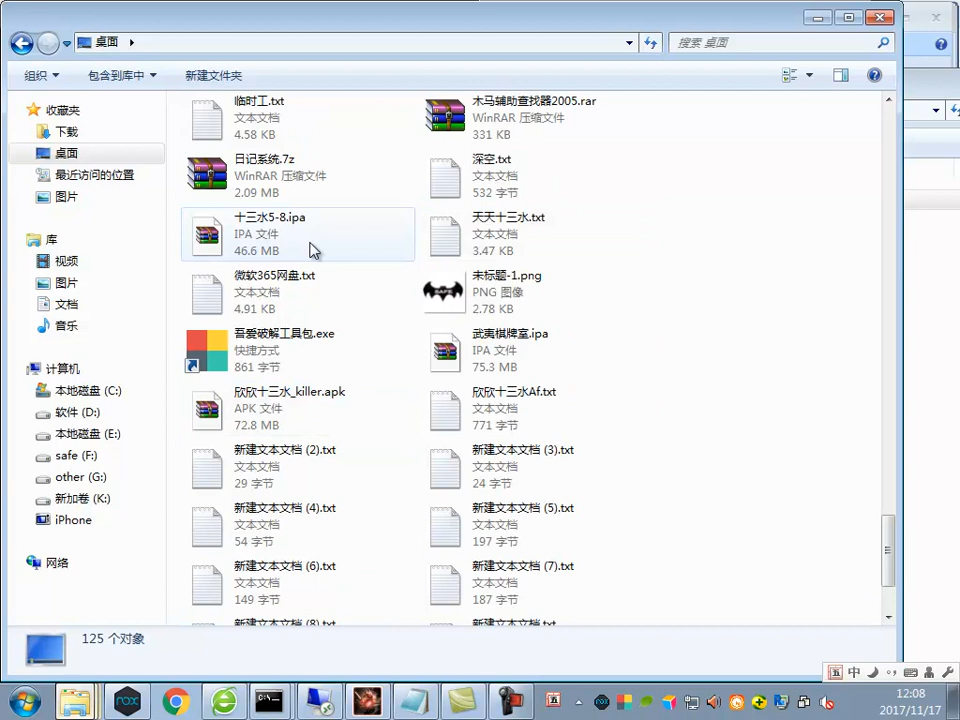 桌面
搜索 桌面
组织
包含到库中
新建文件夹
收藏夹
下载
桌面
最近访问的位置
图片
库
视频
图片
文档
音乐
计算机
本地磁盘 (C:)
软件 (D:)
本地磁盘 (E:)
safe (F:)
other (G:)
新加卷 (K:)
iPhone
网络
临时工.txt
文本文档
4.58 KB
木马辅助查找器2005.rar
WinRAR 压缩文件
331 KB
日记系统.7z
WinRAR 压缩文件
2.09 MB
深空.txt
文本文档
532 字节
十三水5-8.ipa
IPA 文件
46.6 MB
天天十三水.txt
文本文档
3.47 KB
微软365网盘.txt
文本文档
4.91 KB
未标题-1.png
PNG 图像
2.78 KB
吾爱破解工具包.exe
快捷方式
861 字节
武夷棋牌室.ipa
IPA 文件
75.3 MB
欣欣十三水_killer.apk
APK 文件
72.8 MB
欣欣十三水Af.txt
文本文档
771 字节
新建文本文档 (2).txt
文本文档
29 字节
新建文本文档 (3).txt
文本文档
24 字节
新建文本文档 (4).txt
文本文档
54 字节
新建文本文档 (5).txt
文本文档
197 字节
新建文本文档 (6).txt
文本文档
149 字节
新建文本文档 (7).txt
文本文档
187 字节
新建文本文档 (8).txt
新建文本文档.txt
125 个对象
五
中
12:08
2017/11/17